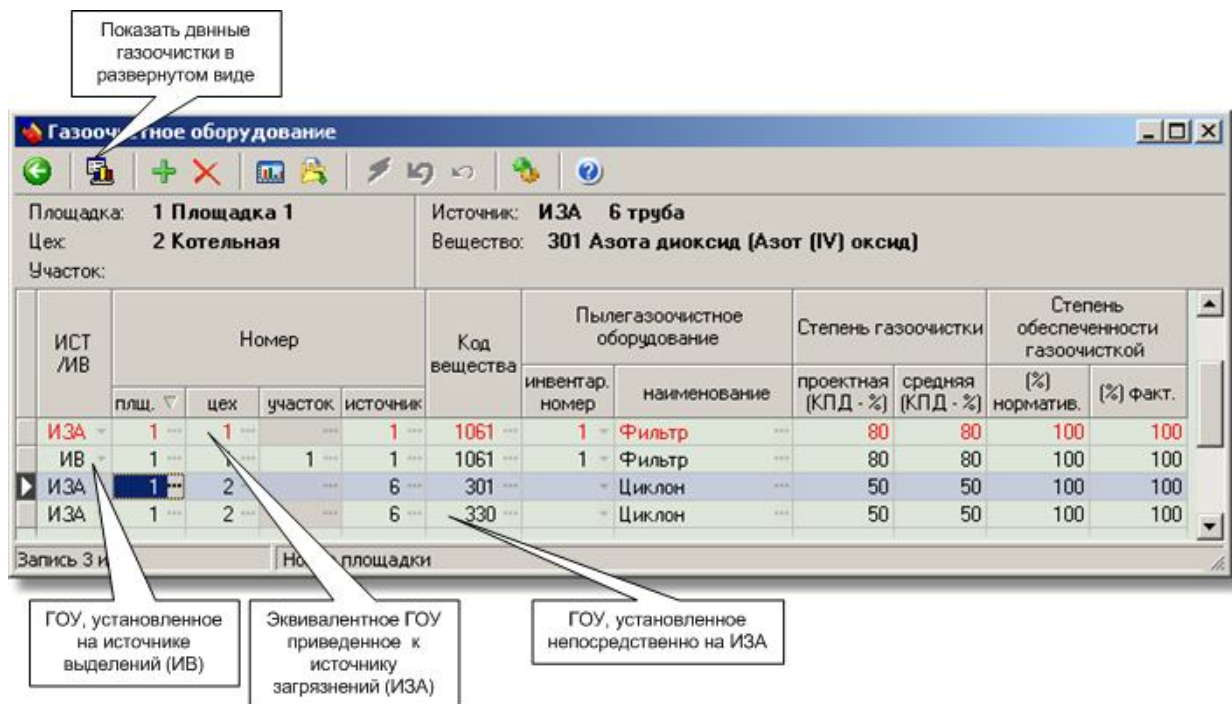 Показать двнные
газоочистки в
развернутом виде
Газооч тное оборудование
Площадка: 1 Площадка 1 Источник: ИЗА 6 труба
Цех: 2 Котельная Вещество: 301 Азота диоксид (Азот (IV) оксид)
Участок:
ИСТ
/ИВ
Номер
Код
вещества
Пылегазоочистное
оборудование
Степень газоочистки
Степень
обеспеченности
газоочисткой
плщ. цех участок источник инвентар.
номер
наименование
проектная
(КПД - %)
средняя
(КПД - %)
(%)
норматив.
(%) факт.
ИЗА 1 1 1 1061 1 Фильтр 80 80 100 100
ИВ 1 1 1 1 1061 1 Фильтр 80 80 100 100
ИЗА 1 2 6 301 Циклон 50 50 100 100
ИЗА 1 2 6 330 Циклон 50 50 100 100
Запись 3 и Но площадки
ГОУ, установленное
на источнике
выделений (ИВ)
Эквивалентное ГОУ
приведенное к
источнику
загрязнений (ИЗА)
ГОУ, установленное
непосредственно на ИЗА